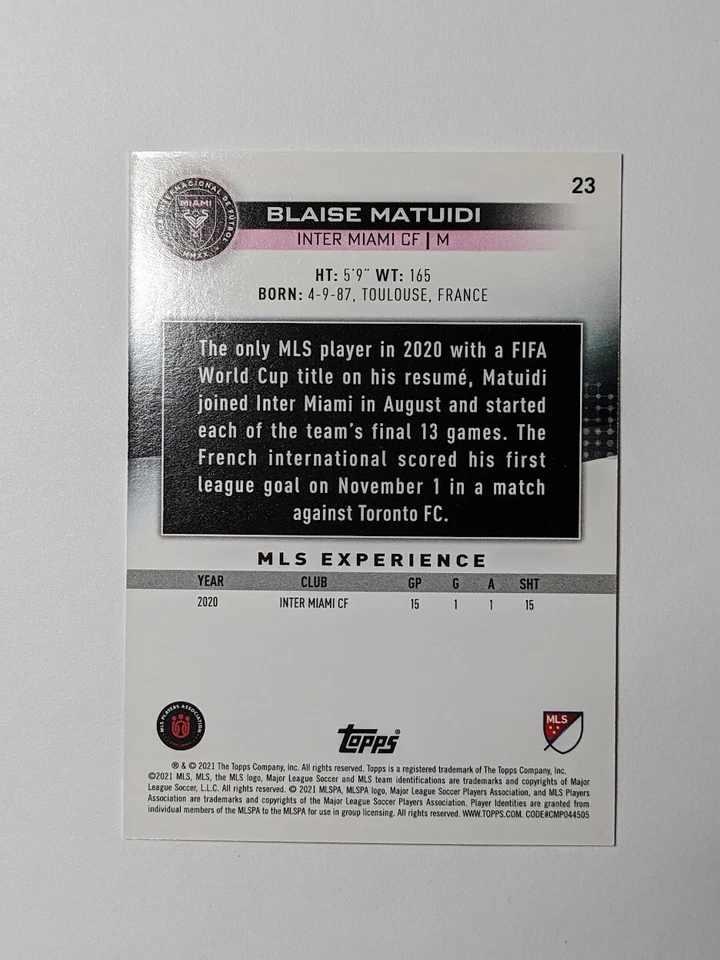 23
INTERNACIONAL DE FÚTBOL
MIAMI
MMXX
BLAISE MATUIDI
INTER MIAMI CF | M
HT: 5'9" WT: 165
BORN: 4-9-87, TOULOUSE, FRANCE
The only MLS player in 2020 with a FIFA
World Cup title on his resumé, Matuidi
joined Inter Miami in August and started
each of the team's final 13 games. The
French international scored his first
league goal on November 1 in a match
against Toronto FC.
MLS EXPERIENCE
YEAR CLUB GP G A SHT
2020 INTER MIAMI CF 15 1 1 15
MLS PLAYERS ASSOCIATION
topps®
MLS
® & © 2021 The Topps Company, Inc. All rights reserved. Topps is a registered trademark of The Topps Company, Inc.
©2021 MLS, MLS, the MLS logo, Major League Soccer and MLS team identifications are trademarks and copyrights of Major
League Soccer, L.L.C. All rights reserved. © 2021 MLSPA, MLSPA logo, Major League Soccer Players Association, and MLS Players
Association are trademarks and copyrights of the Major League Soccer Players Association. Player Identities are granted from
individual members of the MLSPA to the MLSPA for use in group licensing. All rights reserved. WWW.TOPPS.COM. CODE#CMP044505